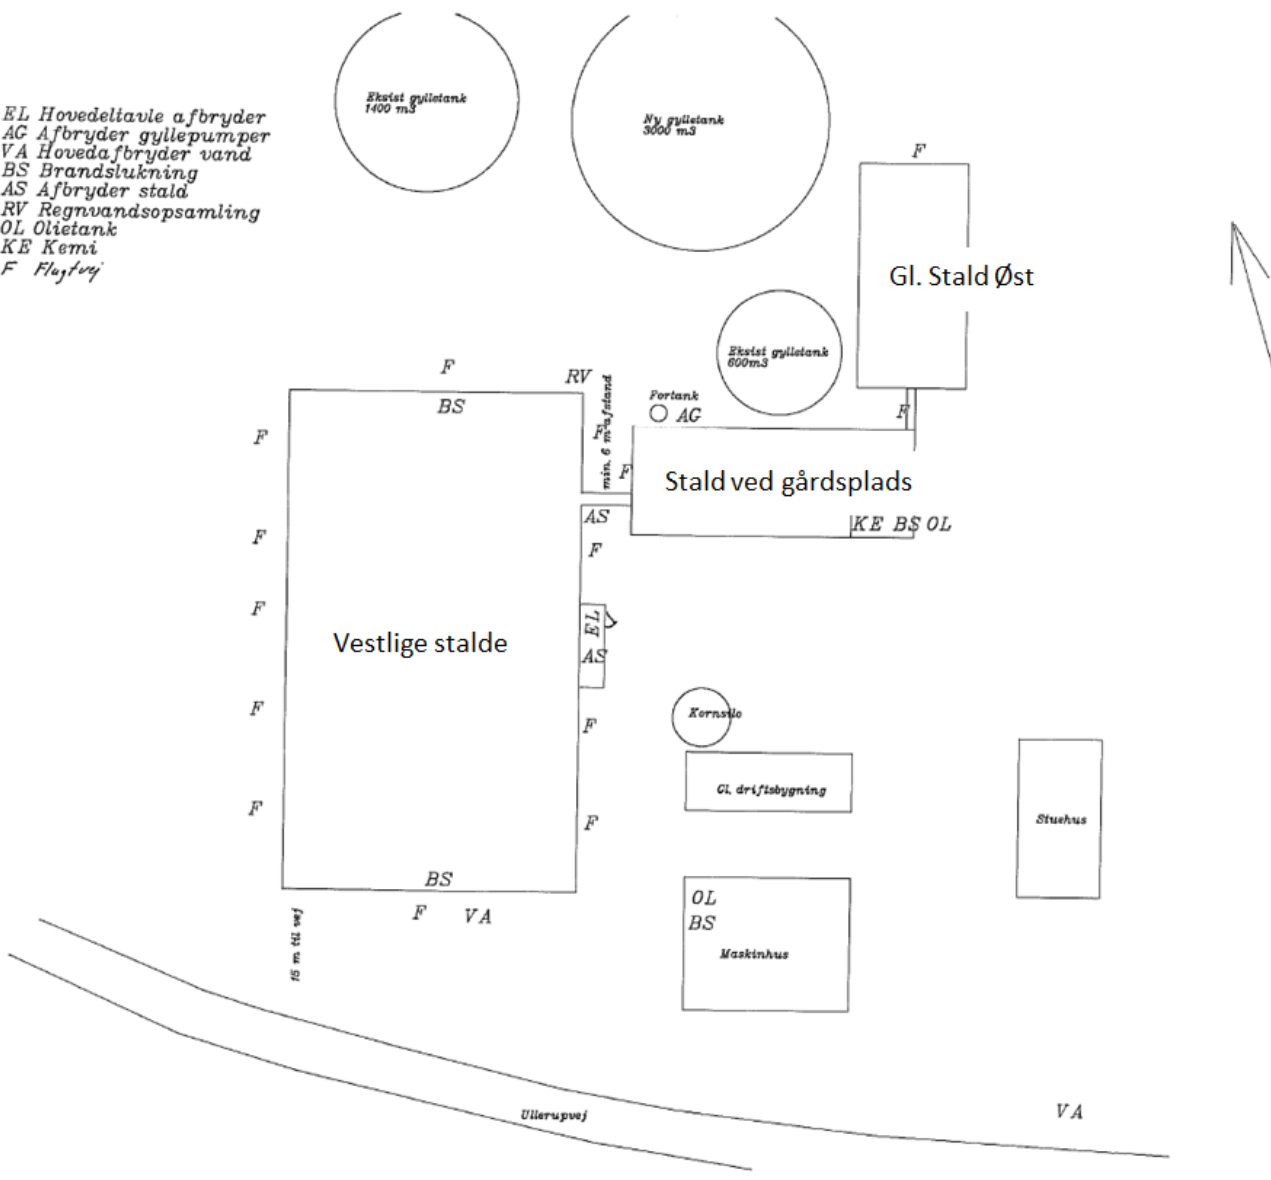 EL Hovedeltavle afbryder
AG Afbryder gyllepumper
VA Hovedafbryder vand
BS Brandslukning
AS Afbryder stald
RV Regnvandsopsamling
OL Olietank
KE Kemi
F Flugtvej
Eksist gylletank
1400 m3
Ny gylletank
3000 m3
F
Gl. Stald Øst
Eksist gylletank
600m3
F
RV
BS
min. 6 m afstand
Fortank
AG
F
F
F
F
Stald ved gårdsplads
KE BS OL
AS
F
F
F
EL
AS
Vestlige stalde
F
F
F
F
Kornsilo
Gl. driftsbygning
Stuehus
BS
F
VA
15 m til vej
OL
BS
Maskinhus
Ullerupvej
VA